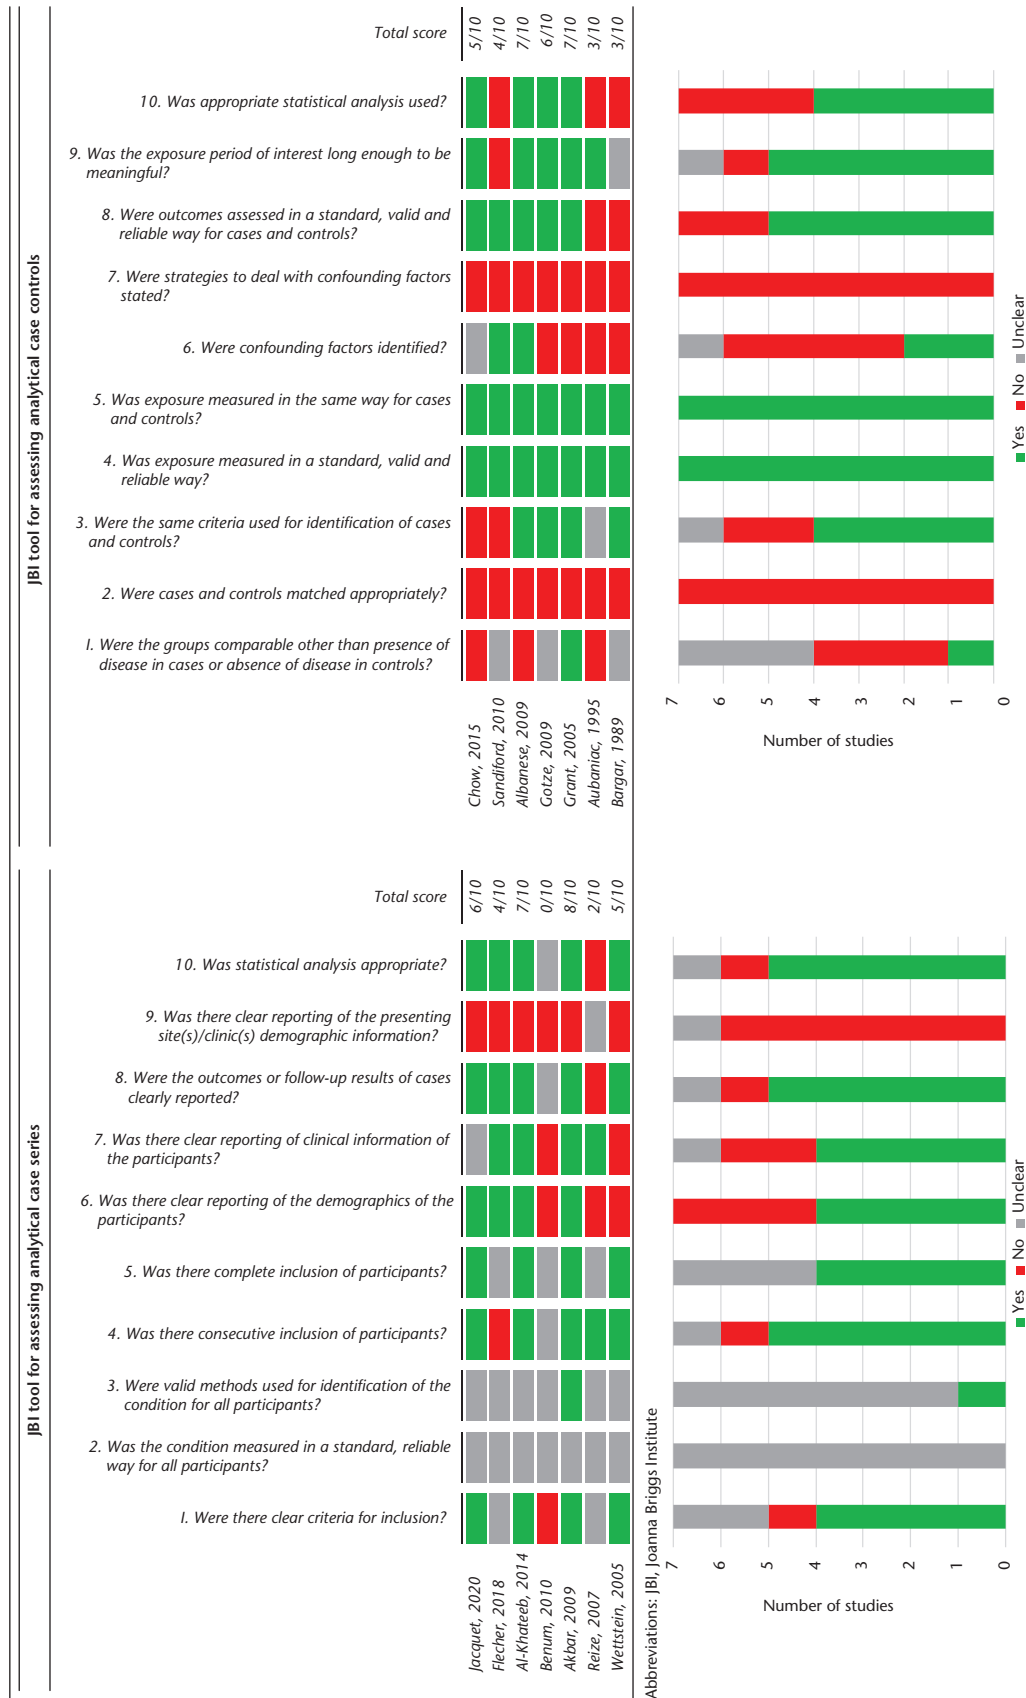 JBI tool for assessing analytical case series
1. Were there clear criteria for inclusion?
2. Was the condition measured in a standard, reliable
way for all participants?
3. Were valid methods used for identification of the
condition for all participants?
4. Was there consecutive inclusion of participants?
5. Was there complete inclusion of participants?
6. Was there clear reporting of the demographics of the
participants?
7. Was there clear reporting of clinical information of
the participants?
8. Were the outcomes or follow-up results of cases
clearly reported?
9. Was there clear reporting of the presenting
site(s)/clinic(s) demographic information?
10. Was statistical analysis appropriate?
Total score
Jacquet, 2020
6/10
Flecher, 2018
4/10
Al-Khateeb, 2014
7/10
Benum, 2010
0/10
Akbar, 2009
8/10
Reize, 2007
2/10
Wettstein, 2005
5/10
Abbreviations: JBI, Joanna Briggs Institute
Number of studies
7
6
5
4
3
2
1
0
Yes No Unclear
JBI tool for assessing analytical case controls
1. Were the groups comparable other than presence of
disease in cases or absence of disease in controls?
2. Were cases and controls matched appropriately?
3. Were the same criteria used for identification of cases
and controls?
4. Was exposure measured in a standard, valid and
reliable way?
5. Was exposure measured in the same way for cases
and controls?
6. Were confounding factors identified?
7. Were strategies to deal with confounding factors
stated?
8. Were outcomes assessed in a standard, valid and
reliable way for cases and controls?
9. Was the exposure period of interest long enough to be
meaningful?
10. Was appropriate statistical analysis used?
Total score
Chow, 2015
5/10
Sandiford, 2010
4/10
Albanese, 2009
7/10
Gotze, 2009
6/10
Grant, 2005
7/10
Aubaniac, 1995
3/10
Bargar, 1989
3/10
Number of studies
7
6
5
4
3
2
1
0
Yes No Unclear